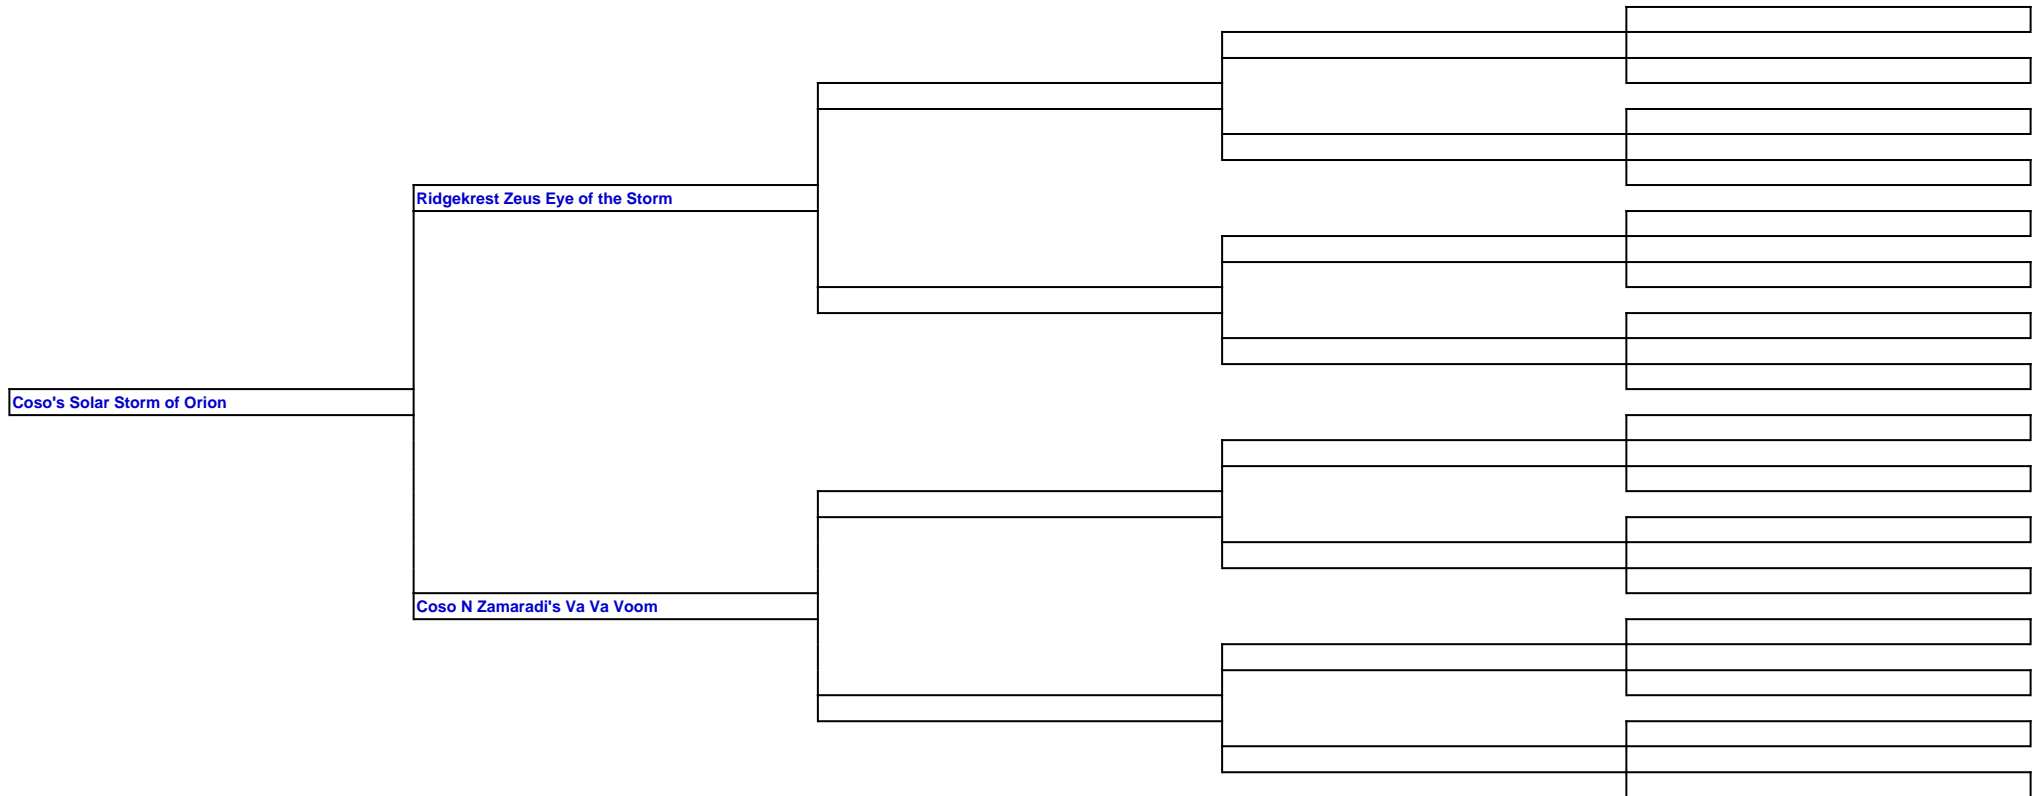 Ridgekrest Zeus Eye of the Storm
Coso's Solar Storm of Orion
Coso N Zamaradi's Va Va Voom